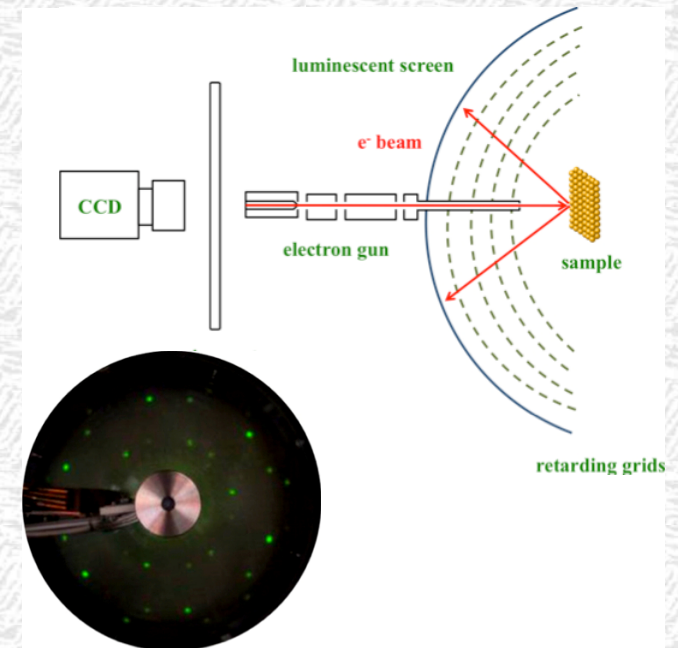 luminescent screen
e⁻ beam
CCD
electron gun
sample
retarding grids